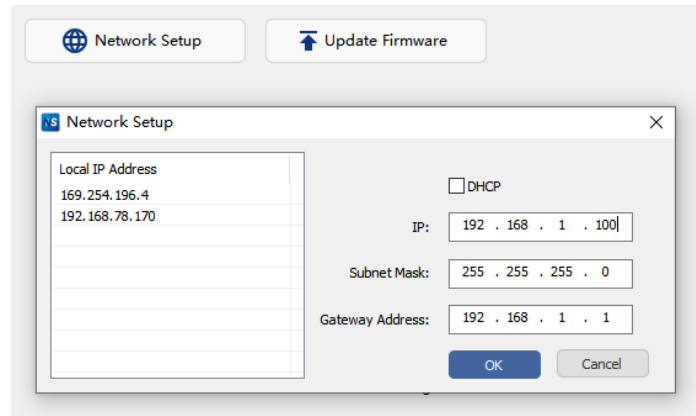 Network Setup
Update Firmware
NS Network Setup
Local IP Address
169.254.196.4
192.168.78.170
DHCP
IP: 192 . 168 . 1 . 100
Subnet Mask: 255 . 255 . 255 . 0
Gateway Address: 192 . 168 . 1 . 1
OK
Cancel